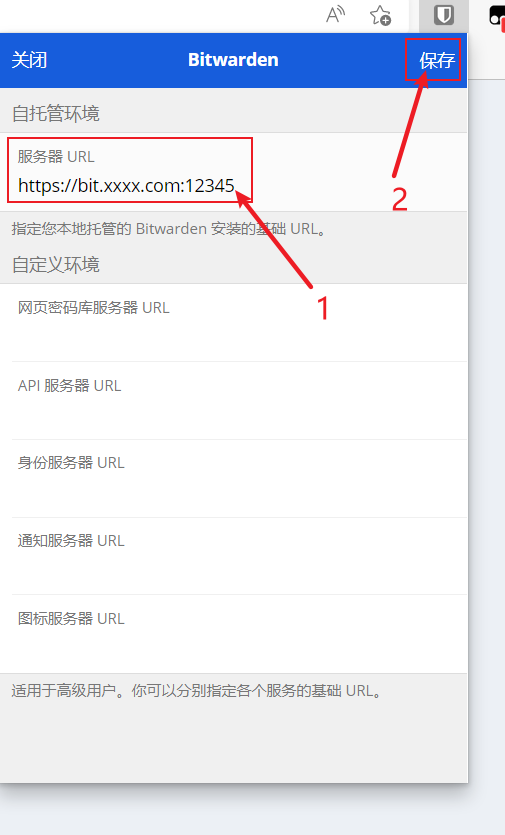 关闭 Bitwarden 保存
自托管环境
服务器 URL
https://bit.xxxx.com:12345
2
指定您本地托管的 Bitwarden 安装的基础 URL。
自定义环境
1
网页密码库服务器 URL
API 服务器 URL
身份服务器 URL
通知服务器 URL
图标服务器 URL
适用于高级用户。你可以分别指定各个服务的基础 URL。